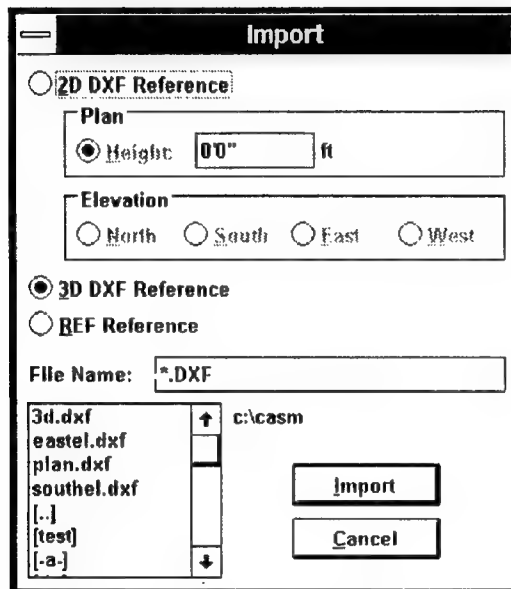 Import
2D DXF Reference
Plan
Height: 0'0" ft
Elevation
North South East West
3D DXF Reference
REF Reference
File Name: *.DXF
3d.dxf c:\casm
eastel.dxf
plan.dxf
southel.dxf
[..]
[test]
[-a-]
Import
Cancel